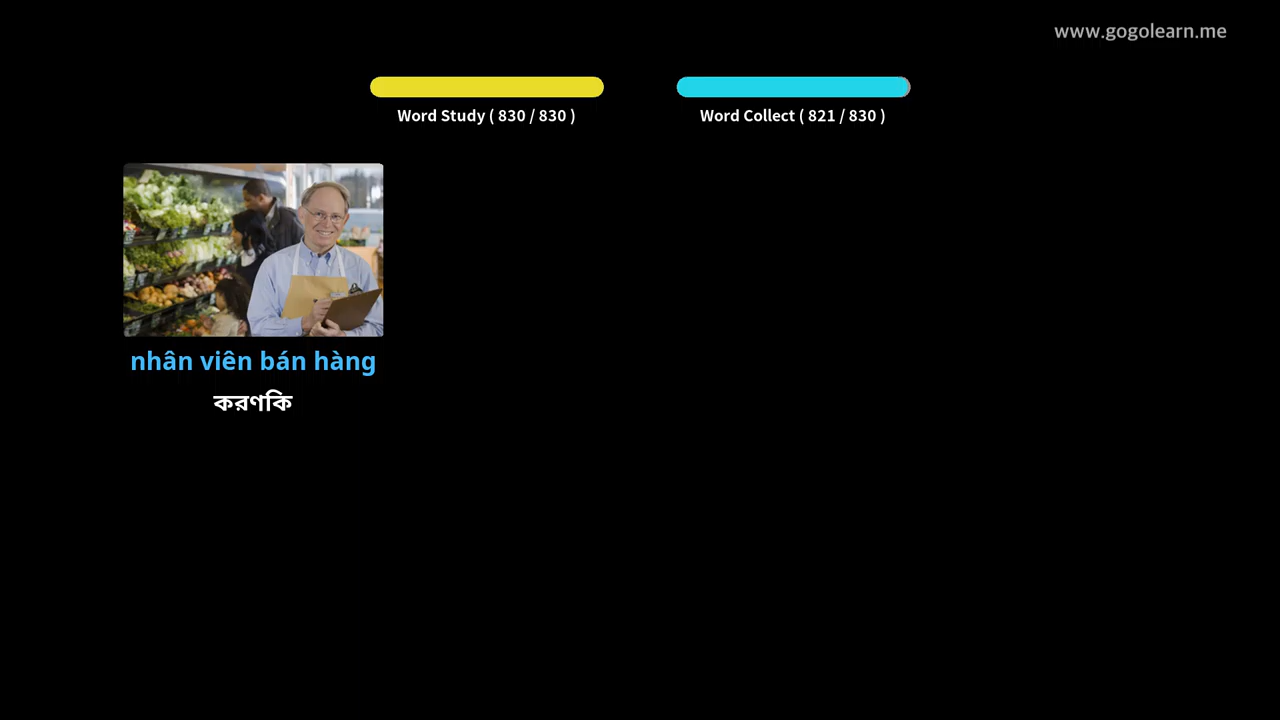 www.gogolearn.me
Word Study ( 830 / 830 )
Word Collect ( 821 / 830 )
nhân viên bán hàng
করণকি